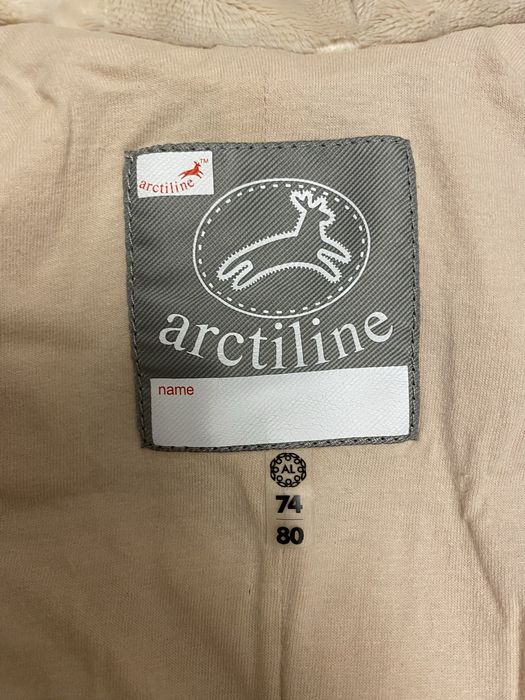 arctiline™
arctiline
name
AL
74
80